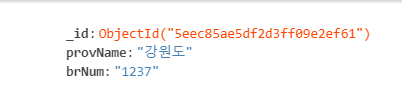 _id: ObjectId("5eec85ae5df2d3ff09e2ef61")
provName: "강원도"
brNum: "1237"